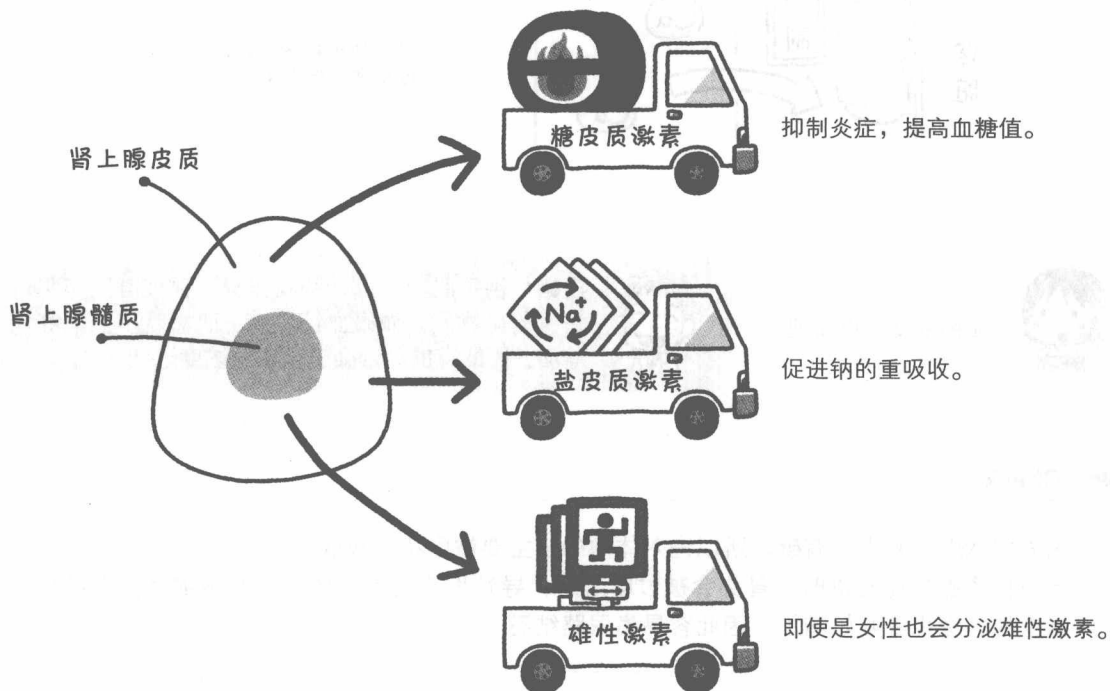 糖皮质激素
抑制炎症，提高血糖值。
肾上腺皮质
肾上腺髓质
Na+
盐皮质激素
促进钠的重吸收。
雄性激素
即使是女性也会分泌雄性激素。